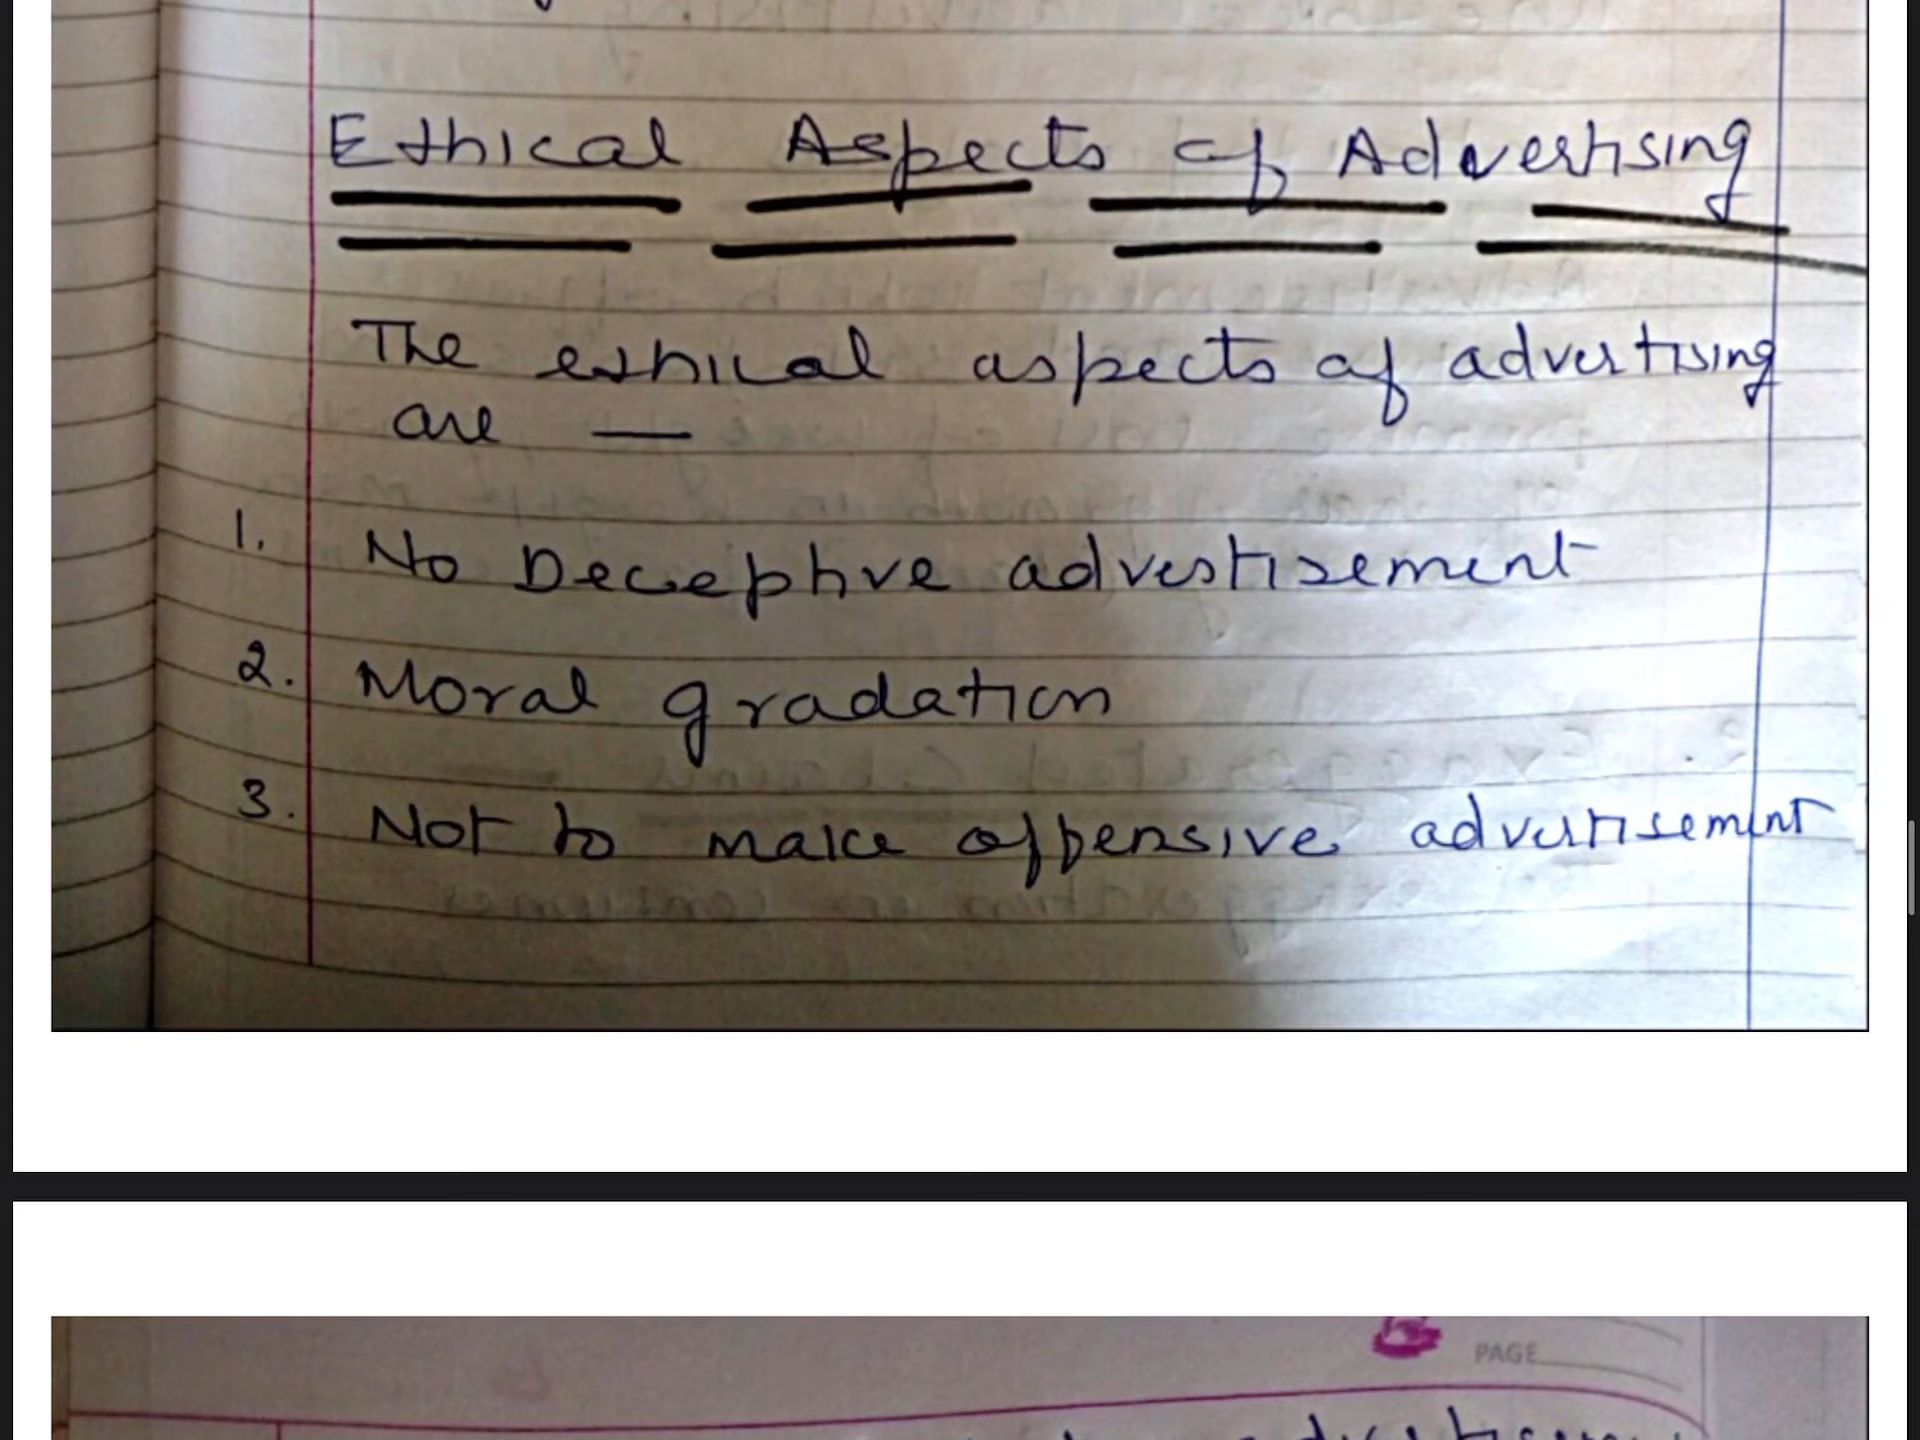 Ethical Aspects of Advertising
The ethical aspects of advertising
are —
1. No Deceptive advertisement
2. Moral gradation
3. Not to make offensive advertisement
PAGE